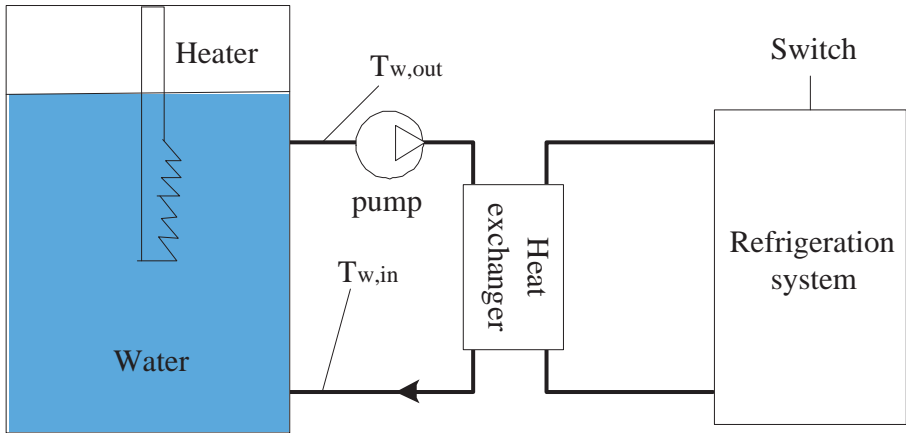 Heater
Tw,out
Switch
pump
Heat
exchanger
Refrigeration
system
Tw,in
Water